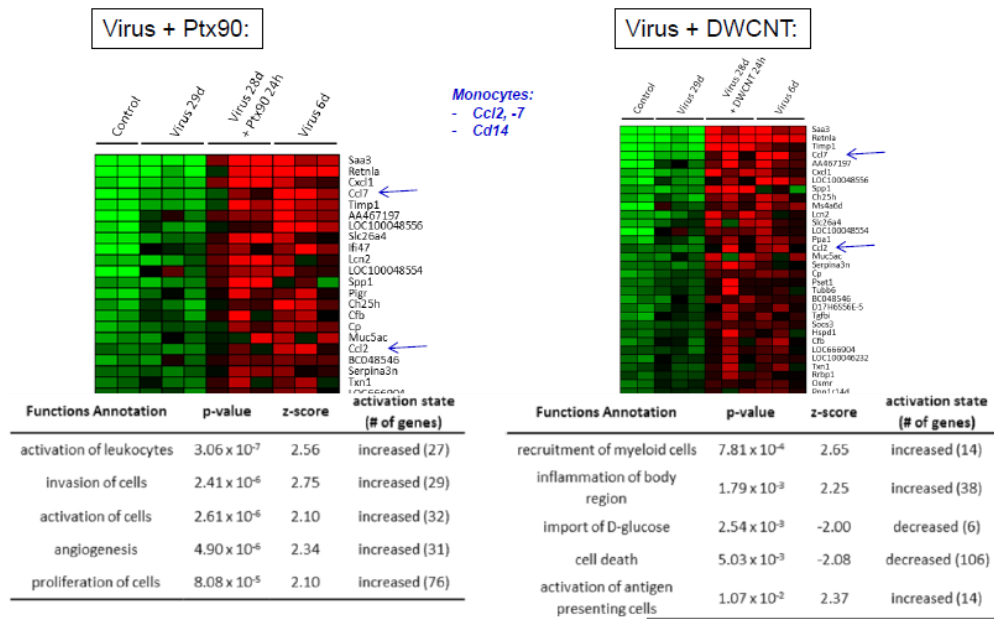 Virus + Ptx90:
Virus + DWCNT:
Control
Virus 29d
Virus 28d
+ Ptx90 24h
Virus 6d
Monocytes:
- Ccl2, -7
- Cd14
Control
Virus 29d
Virus 28d
+ DWCNT 24h
Virus 6d
Saa3
Retnla
Cxcl1
Ccl7
Timp1
AA467197
LOC100048556
Slc26a4
Ifi47
Lcn2
LOC100048554
Spp1
Pigr
Ch25h
Cfb
Cp
Muc5ac
Ccl2
BC048546
Serpina3n
Txn1
LOC666904
Saa3
Retnla
Timp1
Ccl7
AA467197
Cxcl1
LOC100048556
Spp1
Ch25h
Ms4a6d
Lcn2
Slc26a4
LOC100048554
Ppa1
Ccl2
Muc5ac
Serpina3n
Cp
Psat1
Tubb6
BC048546
D17H6S56E-5
Tgfbi
Socs3
Hspd1
Cfb
LOC666904
LOC100046232
Txn1
Rrbp1
Osmr
Ppp1r14d
Functions Annotation p-value z-score activation state (# of genes)
activation of leukocytes 3.06 x 10⁻⁷ 2.56 increased (27)
invasion of cells 2.41 x 10⁻⁶ 2.75 increased (29)
activation of cells 2.61 x 10⁻⁶ 2.10 increased (32)
angiogenesis 4.90 x 10⁻⁶ 2.34 increased (31)
proliferation of cells 8.08 x 10⁻⁵ 2.10 increased (76)
Functions Annotation p-value z-score activation state (# of genes)
recruitment of myeloid cells 7.81 x 10⁻⁴ 2.65 increased (14)
inflammation of body region 1.79 x 10⁻³ 2.25 increased (38)
import of D-glucose 2.54 x 10⁻³ -2.00 decreased (6)
cell death 5.03 x 10⁻³ -2.08 decreased (106)
activation of antigen presenting cells 1.07 x 10⁻² 2.37 increased (14)